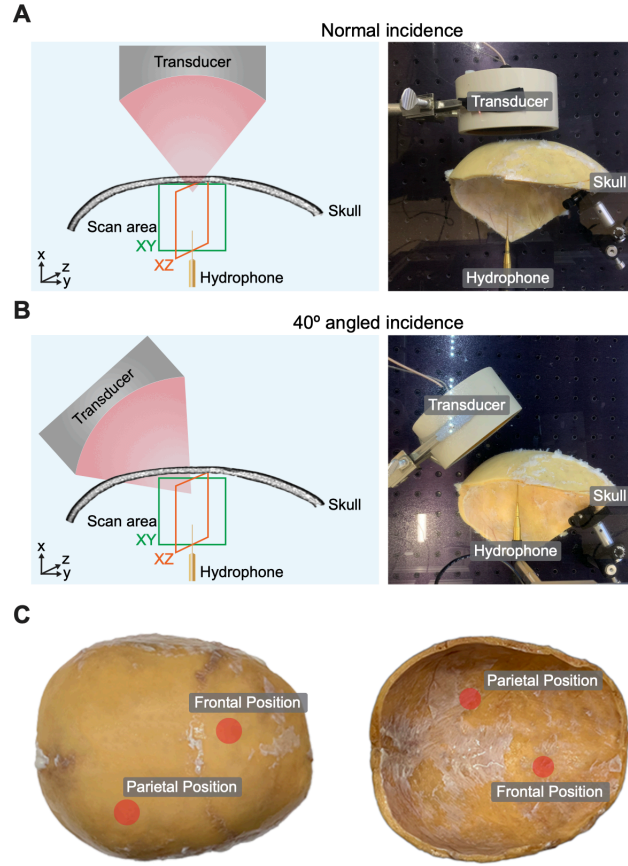 A
Normal incidence
Transducer
Scan area
XY
XZ
Skull
Hydrophone
x
z
y
Transducer
Skull
Hydrophone
B
40º angled incidence
Transducer
Scan area
XY
XZ
Skull
Hydrophone
x
z
y
Transducer
Skull
Hydrophone
C
Frontal Position
Parietal Position
Parietal Position
Frontal Position